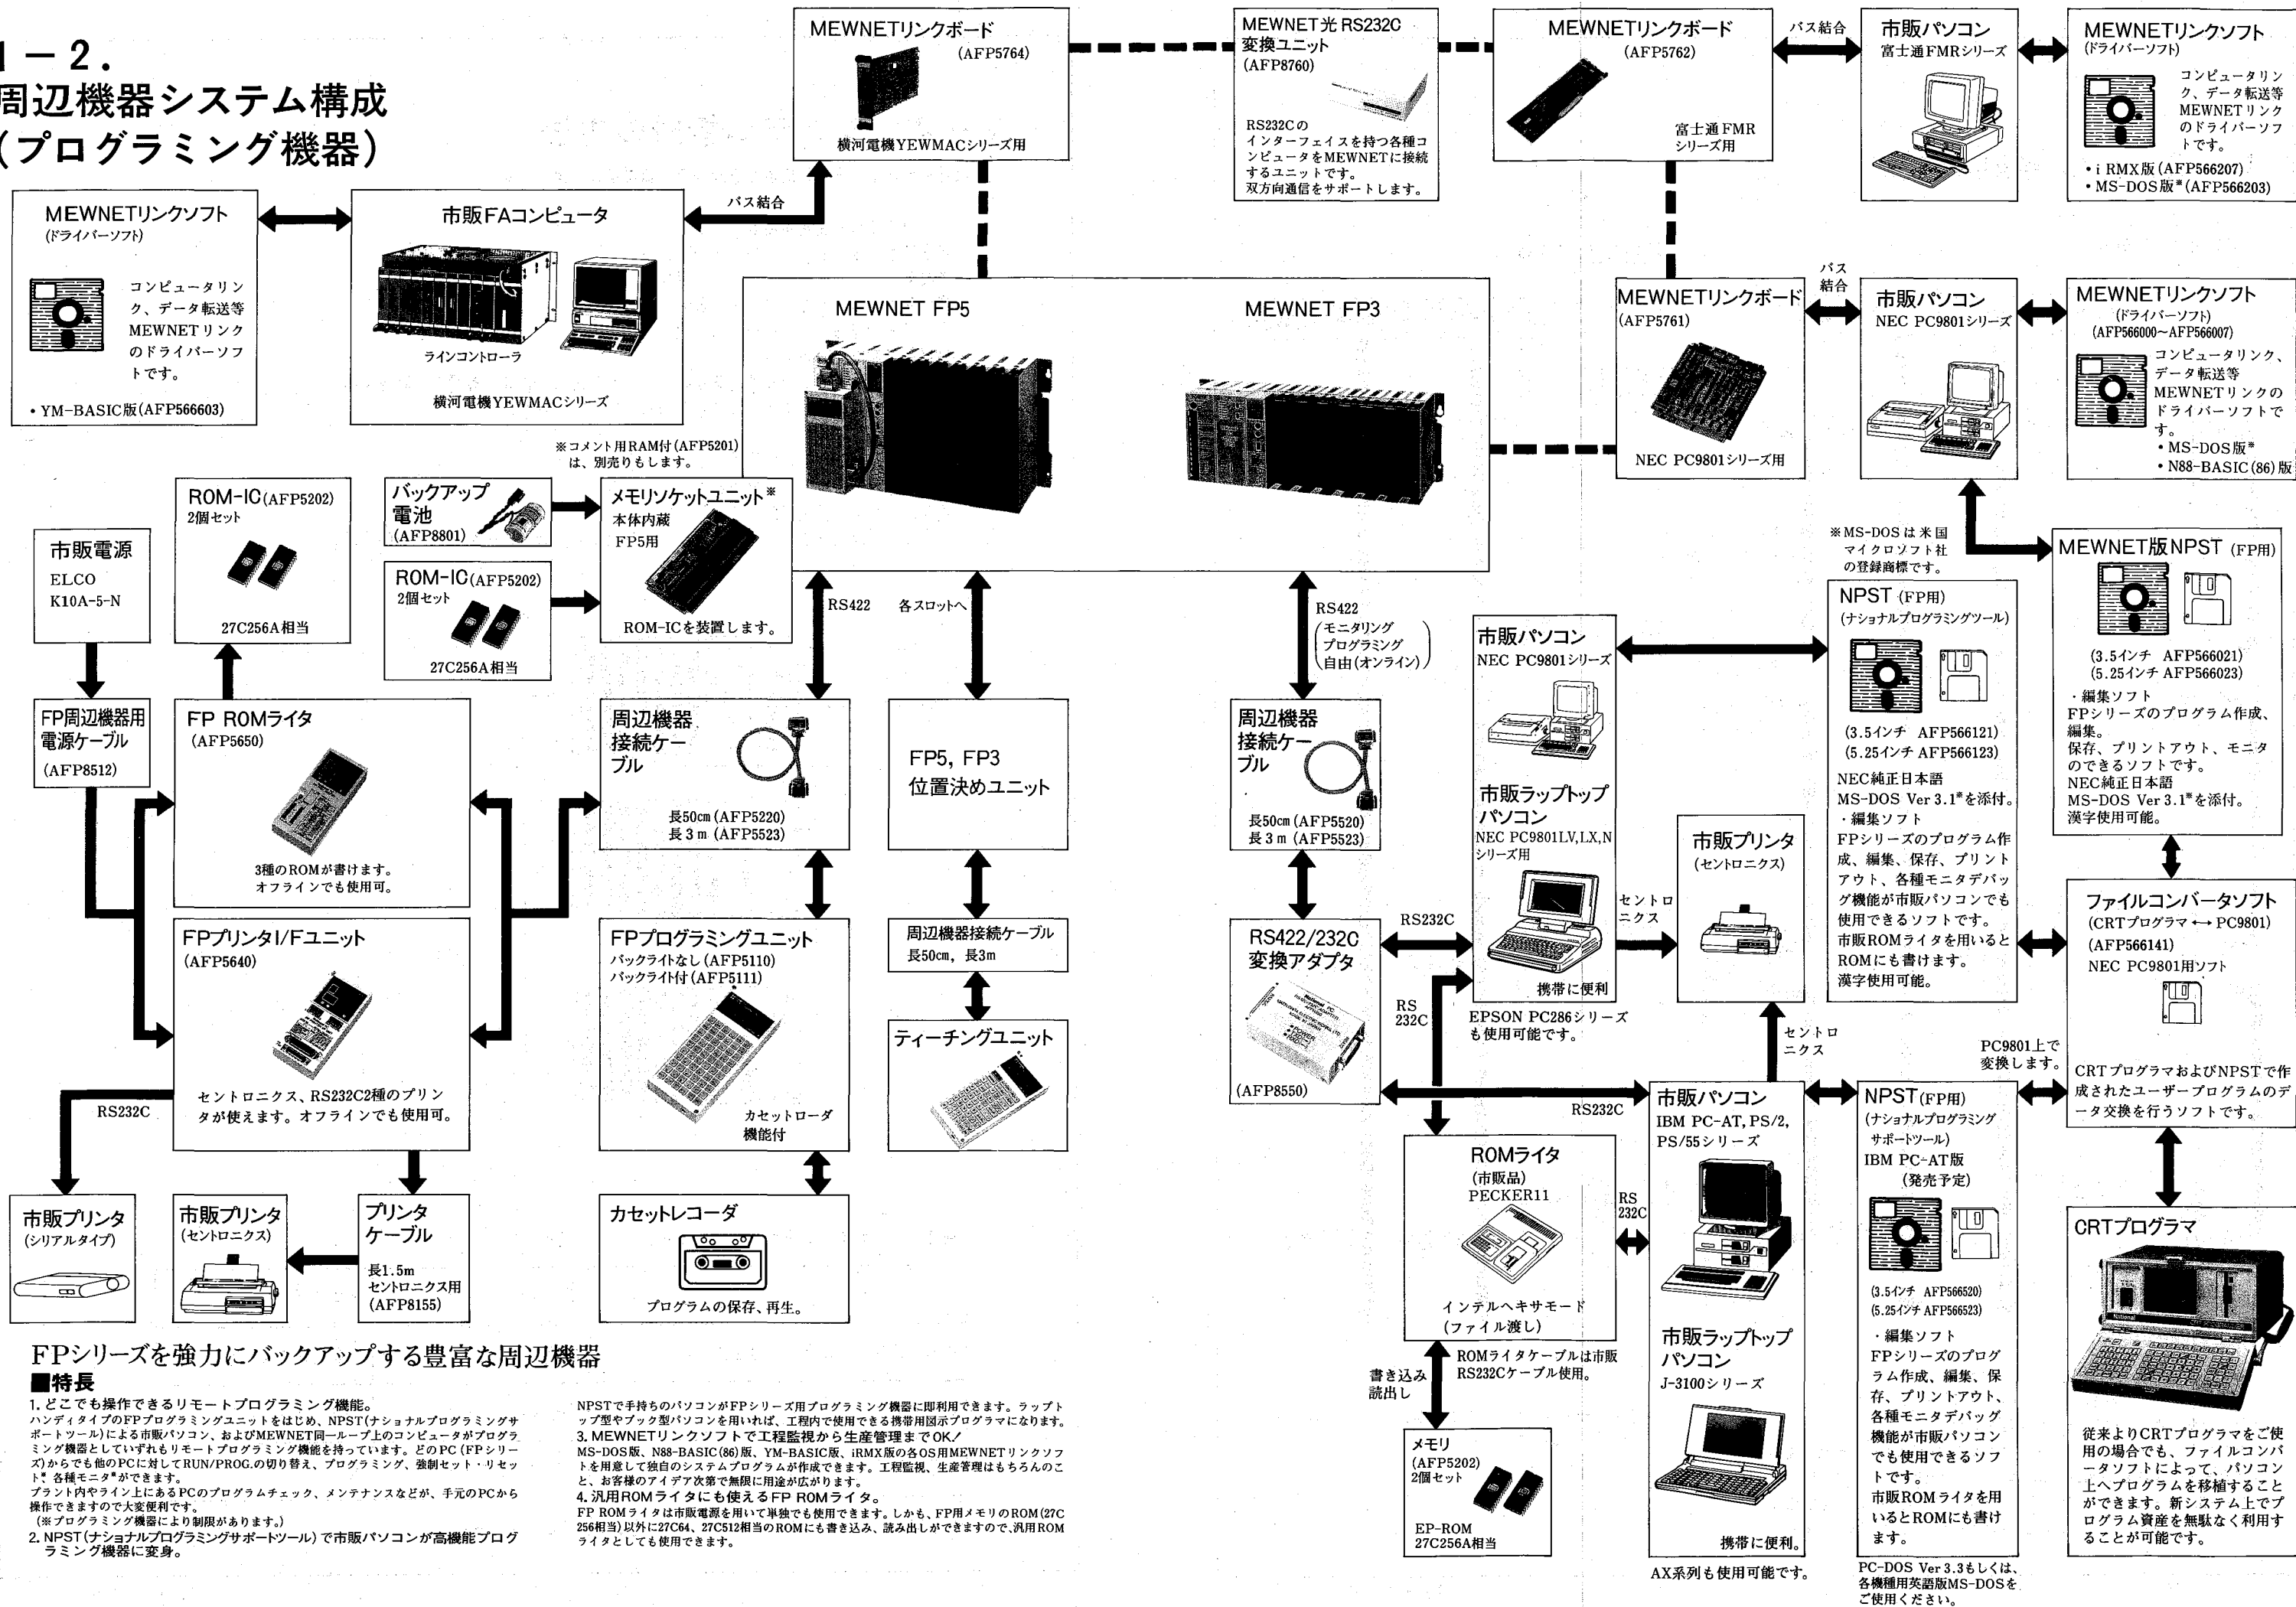 1－2.
周辺機器システム構成
(プログラミング機器)
MEWNETリンクボード
(AFP5764)
横河電機YEWMACシリーズ用
MEWNET光 RS232C
変換ユニット
(AFP8760)
RS232Cの
インターフェイスを持つ各種コ
ンピュータをMEWNETに接続
するユニットです。
双方向通信をサポートします。
MEWNETリンクボード
(AFP5762)
富士通FMR
シリーズ用
バス結合
市販パソコン
富士通FMRシリーズ
MEWNETリンクソフト
(ドライバーソフト)
コンピュータリン
ク、データ転送等
MEWNETリンク
のドライバーソフ
トです。
・i RMX版(AFP566207)
・MS-DOS版※(AFP566203)
MEWNETリンクソフト
(ドライバーソフト)
コンピュータリン
ク、データ転送等
MEWNETリンク
のドライバーソフ
トです。
・YM-BASIC版(AFP566603)
市販FAコンピュータ
ラインコントローラ
横河電機YEWMACシリーズ
バス結合
MEWNET FP5
MEWNET FP3
MEWNETリンクボード
(AFP5761)
NEC PC9801シリーズ用
バス
結合
市販パソコン
NEC PC9801シリーズ
MEWNETリンクソフト
(ドライバーソフト)
(AFP566000～AFP566007)
コンピュータリンク、
データ転送等
MEWNETリンクの
ドライバーソフトで
す。
・MS-DOS版※
・N88-BASIC(86)版
※コメント用RAM付(AFP5201)
は、別売りもします。
市販電源
ELCO
K10A-5-N
ROM-IC(AFP5202)
2個セット
27C256A相当
バックアップ
電池
(AFP8801)
ROM-IC(AFP5202)
2個セット
27C256A相当
メモリソケットユニット※
本体内蔵
FP5用
ROM-ICを装置します。
RS422
各スロットへ
RS422
(モニタリング
プログラミング
自由(オンライン))
※MS-DOSは米国
マイクロソフト社
の登録商標です。
MEWNET版NPST (FP用)
(3.5インチ AFP566021)
(5.25インチ AFP566023)
・編集ソフト
FPシリーズのプログラム作成、
編集。
保存、プリントアウト、モニタ
のできるソフトです。
NEC純正日本語
MS-DOS Ver 3.1※を添付。
漢字使用可能。
FP周辺機器用
電源ケーブル
(AFP8512)
FP ROMライタ
(AFP5650)
3種のROMが書けます。
オフラインでも使用可。
周辺機器
接続ケー
ブル
長50cm (AFP5220)
長3m (AFP5523)
FP5, FP3
位置決めユニット
周辺機器
接続ケー
ブル
長50cm (AFP5520)
長3m (AFP5523)
市販パソコン
NEC PC9801シリーズ
市販ラップトップ
パソコン
NEC PC9801LV,LX,N
シリーズ用
携帯に便利
EPSON PC286シリーズ
も使用可能です。
セントロ
ニクス
市販プリンタ
(セントロニクス)
NPST (FP用)
(ナショナルプログラミングツール)
(3.5インチ AFP566121)
(5.25インチ AFP566123)
NEC純正日本語
MS-DOS Ver 3.1※を添付。
・編集ソフト
FPシリーズのプログラム作
成、編集、保存、プリント
アウト、各種モニタデバッ
グ機能が市販パソコンでも
使用できるソフトです。
市販ROMライタを用いると
ROMにも書けます。
漢字使用可能。
ファイルコンバータソフト
(CRTプログラマ ↔ PC9801)
(AFP566141)
NEC PC9801用ソフト
CRTプログラマおよびNPSTで作
成されたユーザープログラムのデ
ータ交換を行うソフトです。
PC9801上で
変換します。
FPプリンタI/Fユニット
(AFP5640)
セントロニクス、RS232C2種のプリン
タが使えます。オフラインでも使用可。
RS232C
FPプログラミングユニット
バックライトなし (AFP5110)
バックライト付 (AFP5111)
カセットローダ
機能付
周辺機器接続ケーブル
長50cm，長3m
ティーチングユニット
RS422/232C
変換アダプタ
National PC
POWER
(AFP8550)
RS232C
RS
232C
RS232C
セントロ
ニクス
市販プリンタ
(シリアルタイプ)
市販プリンタ
(セントロニクス)
プリンタ
ケーブル
長1.5m
セントロニクス用
(AFP8155)
カセットレコーダ
プログラムの保存、再生。
ROMライタ
(市販品)
PECKER11
インテルヘキサモード
(ファイル渡し)
RS
232C
ROMライタケーブルは市販
RS232Cケーブル使用。
書き込み
読出し
メモリ
(AFP5202)
2個セット
EP-ROM
27C256A相当
市販パソコン
IBM PC-AT, PS/2,
PS/55シリーズ
市販ラップトップ
パソコン
J-3100シリーズ
携帯に便利。
AX系列も使用可能です。
NPST(FP用)
(ナショナルプログラミング
サポートツール)
IBM PC-AT版
(発売予定)
(3.5インチ AFP566520)
(5.25インチ AFP566523)
・編集ソフト
FPシリーズのプログ
ラム作成、編集、保
存、プリントアウト、
各種モニタデバッグ
機能が市販パソコン
でも使用できるソフ
トです。
市販ROMライタを用
いるとROMにも書け
ます。
PC-DOS Ver 3.3もしくは、
各機種用英語版MS-DOSを
ご使用ください。
CRTプログラマ
National
従来よりCRTプログラマをご使
用の場合でも、ファイルコンバ
ータソフトによって、パソコン
上へプログラムを移植すること
ができます。新システム上でプ
ログラム資産を無駄なく利用す
ることが可能です。
FPシリーズを強力にバックアップする豊富な周辺機器
■特長
1. どこでも操作できるリモートプログラミング機能。
ハンディタイプのFPプログラミングユニットをはじめ、NPST(ナショナルプログラミングサ
ポートツール)による市販パソコン、およびMEWNET同一ループ上のコンピュータがプログラ
ミング機器としていずれもリモートプログラミング機能を持っています。どのPC(FPシリー
ズ)からでも他のPCに対してRUN/PROG.の切り替え、プログラミング、強制セット・リセッ
ト※、各種モニタ※ができます。
プラント内やライン上にあるPCのプログラムチェック、メンテナンスなどが、手元のPCから
操作できますので大変便利です。
(※プログラミング機器により制限があります。)
2. NPST(ナショナルプログラミングサポートツール)で市販パソコンが高機能プログ
ラミング機器に変身。
NPSTで手持ちのパソコンがFPシリーズ用プログラミング機器に即利用できます。ラップト
ップ型やブック型パソコンを用いれば、工程内で使用できる携帯用図示プログラマになります。
3. MEWNETリンクソフトで工程監視から生産管理までOK!
MS-DOS版、N88-BASIC(86)版、YM-BASIC版、iRMX版の各OS用MEWNETリンクソフ
トを用意して独自のシステムプログラムが作成できます。工程監視、生産管理はもちろんのこ
と、お客様のアイデア次第で無限に用途が広がります。
4. 汎用ROMライタにも使えるFP ROMライタ。
FP ROMライタは市販電源を用いて単独でも使用できます。しかも、FP用メモリのROM(27C
256相当)以外に27C64、27C512相当のROMにも書き込み、読み出しができますので、汎用ROM
ライタとしても使用できます。